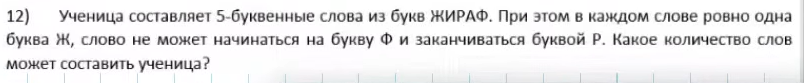 12) Ученица составляет 5-буквенные слова из букв ЖИРАФ. При этом в каждом слове ровно одна
буква Ж, слово не может начинаться на букву Ф и заканчиваться буквой Р. Какое количество слов
может составить ученица?